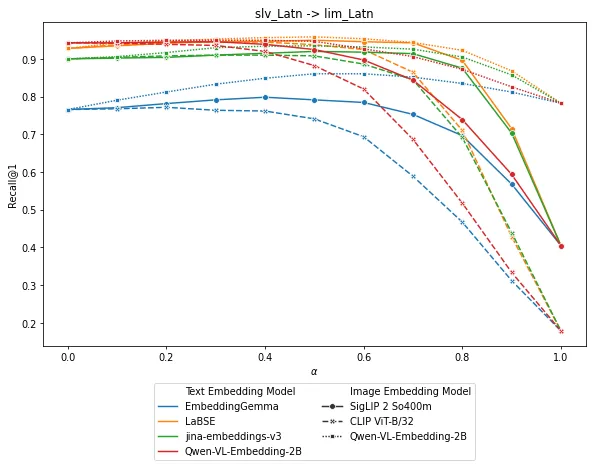 slv_Latn -> lim_Latn
Recall@1
0.9
0.8
0.7
0.6
0.5
0.4
0.3
0.2
0.0
0.2
0.4
0.6
0.8
1.0
α
Text Embedding Model
EmbeddingGemma
LaBSE
jina-embeddings-v3
Qwen-VL-Embedding-2B
Image Embedding Model
SigLIP 2 So400m
CLIP ViT-B/32
Qwen-VL-Embedding-2B